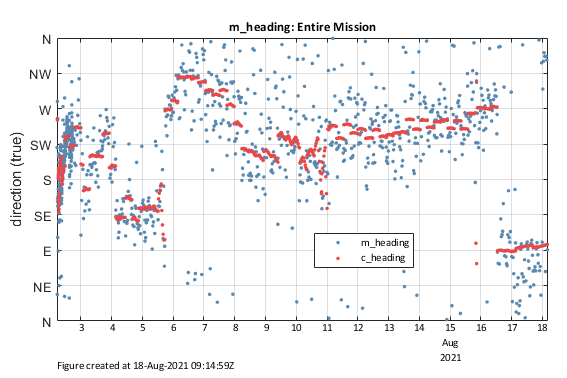 m_heading: Entire Mission
direction (true)
N
NW
W
SW
S
SE
E
NE
N
m_heading
c_heading
3 4 5 6 7 8 9 10 11 12 13 14 15 16 17 18
Aug
2021
Figure created at 18-Aug-2021 09:14:59Z